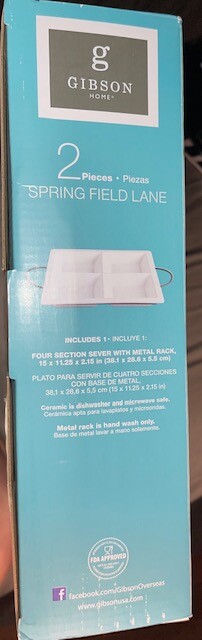 g
GIBSON
HOME®
2 Pieces • Piezas
SPRING FIELD LANE
INCLUDES 1 • INCLUYE 1:
FOUR SECTION SEVER WITH METAL RACK,
15 x 11.25 x 2.15 in (38.1 x 28.6 x 5.5 cm)
PLATO PARA SERVIR DE CUATRO SECCIONES
CON BASE DE METAL,
38,1 x 28,6 x 5,5 cm (15 x 11.25 x 2.15 in)
Ceramic is dishwasher and microwave safe.
Cerámica apta para lavaplatos y microondas.
Metal rack is hand wash only.
Base de metal lavar a mano solamente.
FDA APPROVED
facebook.com/GibsonOverseas
www.gibsonusa.com